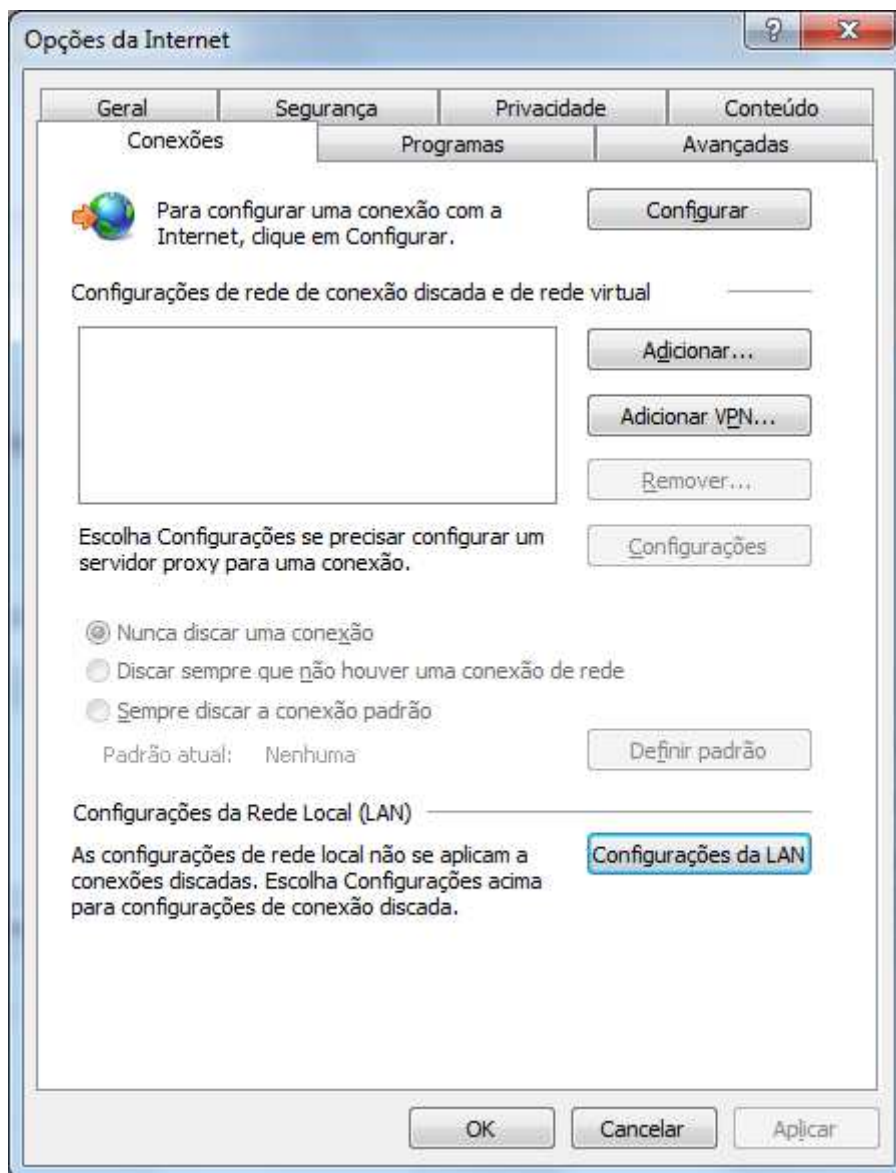 Opções da Internet
Geral
Segurança
Privacidade
Conteúdo
Conexões
Programas
Avançadas
Para configurar uma conexão com a
Internet, clique em Configurar.
Configurar
Configurações de rede de conexão discada e de rede virtual
Adicionar...
Adicionar VPN...
Remover...
Escolha Configurações se precisar configurar um
servidor proxy para uma conexão.
Configurações
Nunca discar uma conexão
Discar sempre que não houver uma conexão de rede
Sempre discar a conexão padrão
Padrão atual: Nenhuma
Definir padrão
Configurações da Rede Local (LAN)
As configurações de rede local não se aplicam a
conexões discadas. Escolha Configurações acima
para configurações de conexão discada.
Configurações da LAN
OK
Cancelar
Aplicar